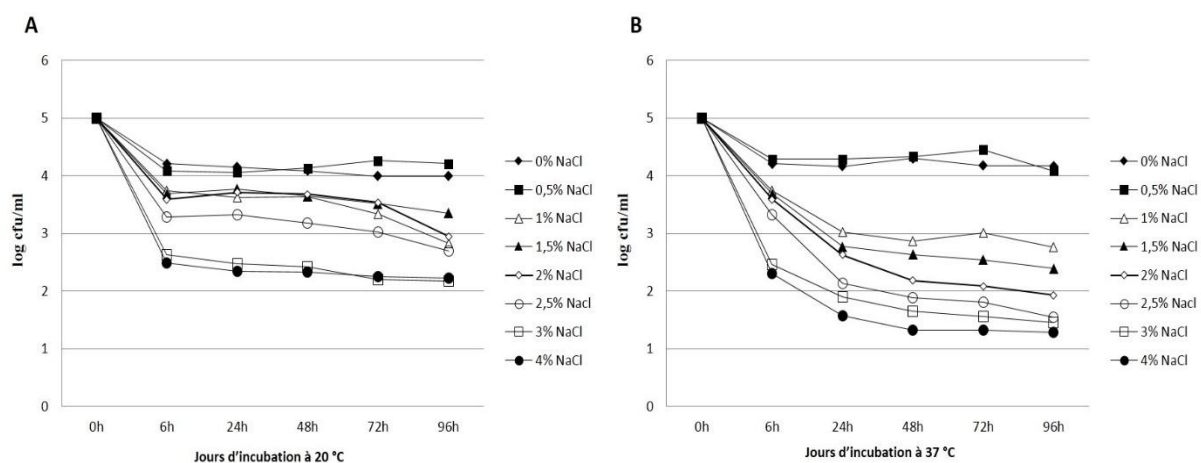 A
6
5
4
3
2
1
0
log cfu/ml
0h 6h 24h 48h 72h 96h
Jours d'incubation à 20 °C
0% NaCl
0,5% NaCl
1% NaCl
1,5% NaCl
2% NaCl
2,5% NaCl
3% NaCl
4% NaCl
B
6
5
4
3
2
1
0
log cfu/ml
0h 6h 24h 48h 72h 96h
Jours d'incubation à 37 °C
0% NaCl
0,5% NaCl
1% NaCl
1,5% NaCl
2% NaCl
2,5% NaCl
3% NaCl
4% NaCl